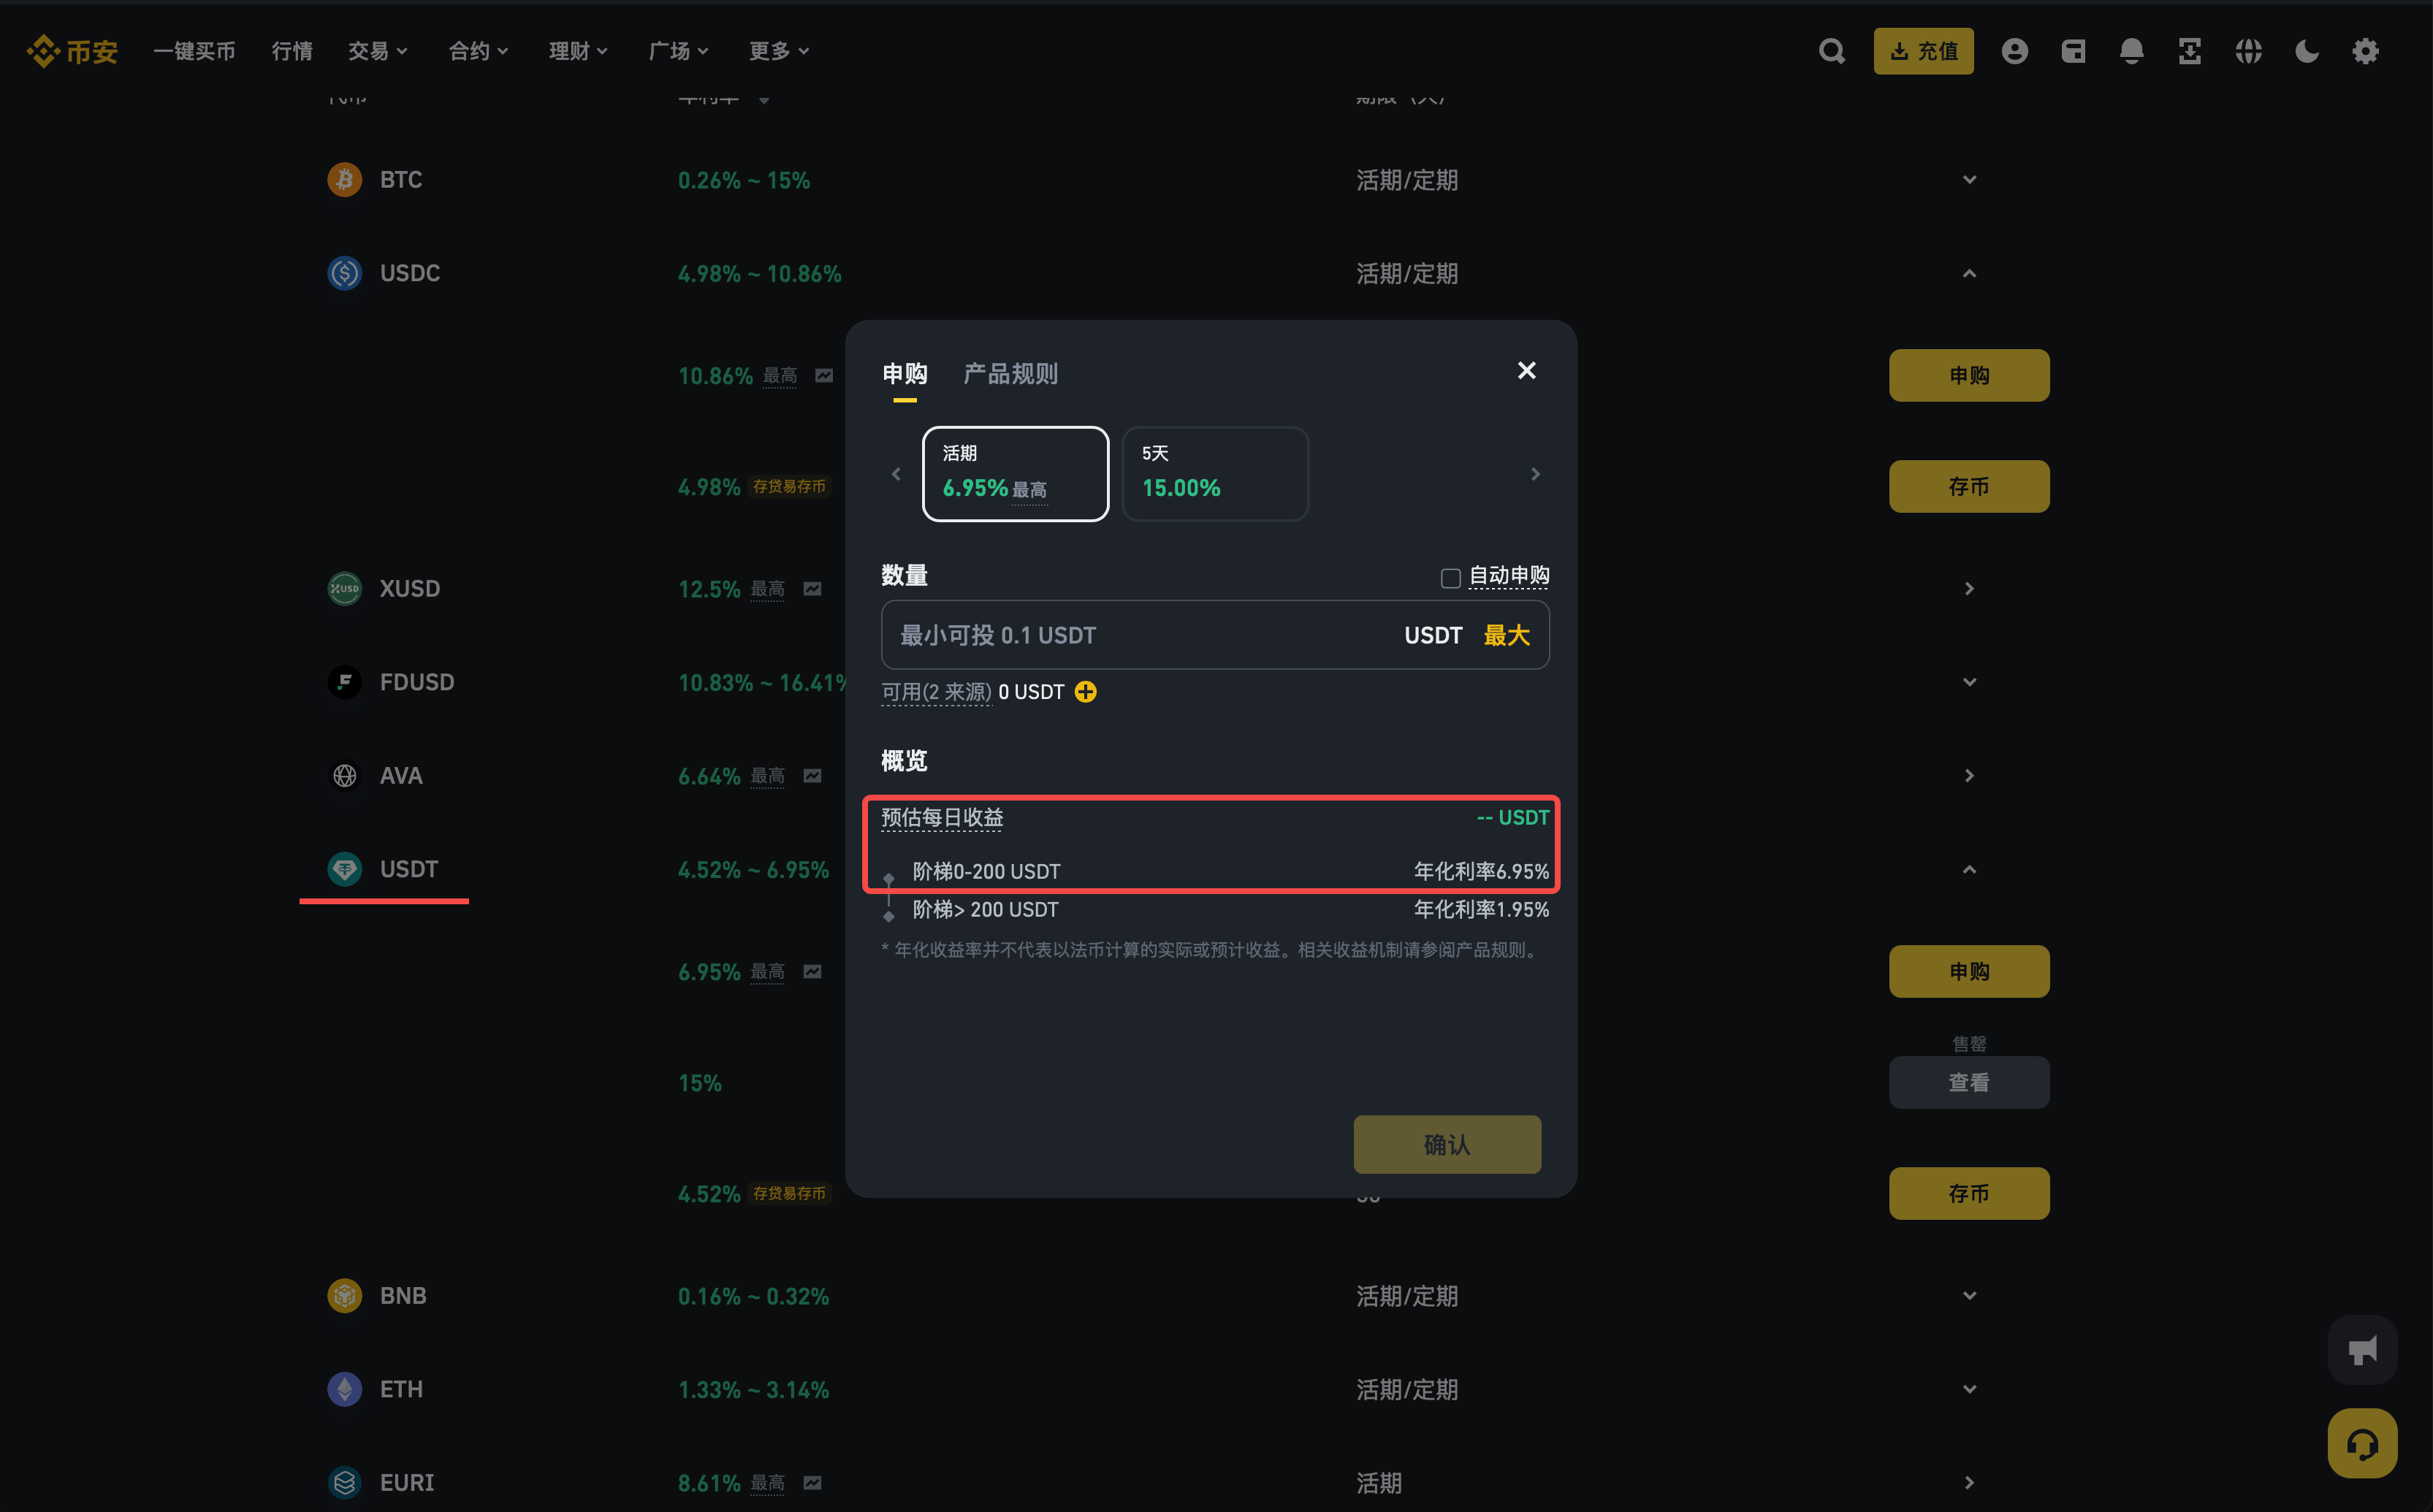 币安 一键买币 行情 交易 合约 理财 广场 更多 充值
代币 年利率 期限（天）
BTC 0.26% ~ 15% 活期/定期
USDC 4.98% ~ 10.86% 活期/定期
10.86% 最高 申购
4.98% 存贷易存币 存币
XUSD 12.5% 最高
FDUSD 10.83% ~ 16.41%
AVA 6.64% 最高
USDT 4.52% ~ 6.95%
6.95% 最高 申购
售罄
15% 查看
4.52% 存贷易存币 存币
BNB 0.16% ~ 0.32% 活期/定期
ETH 1.33% ~ 3.14% 活期/定期
EURI 8.61% 最高 活期
申购 产品规则
活期 5天
6.95% 最高 15.00%
数量 自动申购
最小可投 0.1 USDT USDT 最大
可用(2 来源) 0 USDT
概览
预估每日收益 -- USDT
阶梯0-200 USDT 年化利率6.95%
阶梯> 200 USDT 年化利率1.95%
* 年化收益率并不代表以法币计算的实际或预计收益。相关收益机制请参阅产品规则。
确认